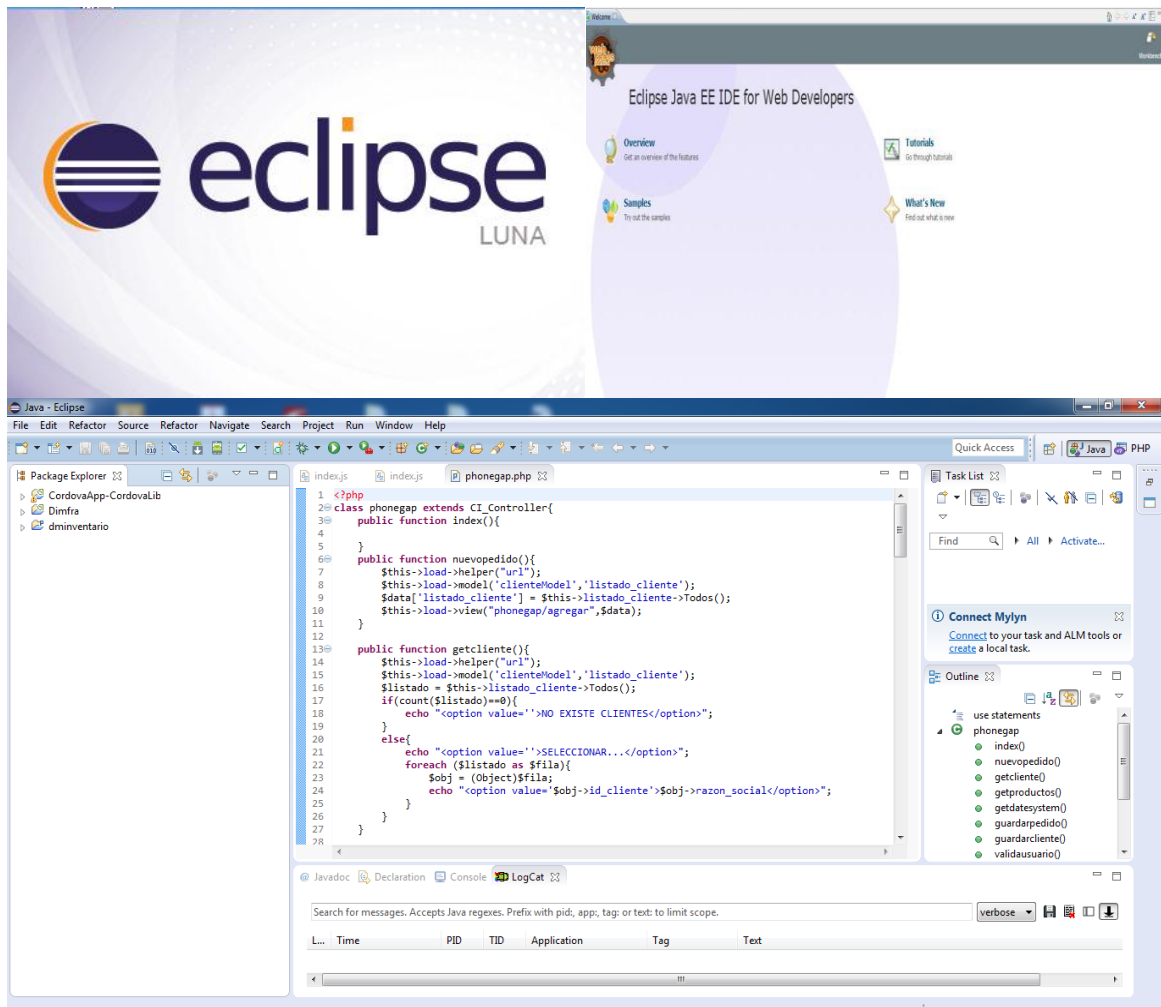 eclipse
LUNA
Welcome
Workbench
Eclipse Java EE IDE for Web Developers
Overview
Get an overview of the features
Tutorials
Go through tutorials
Samples
Try out the samples
What's New
Find out what is new
Java - Eclipse
File Edit Refactor Source Refactor Navigate Search Project Run Window Help
Quick Access
Java
PHP
Package Explorer
CordovaApp-CordovaLib
Dimfra
dminventario
index.js
index.js
phonegap.php
1 <?php
2 class phonegap extends CI_Controller{
3     public function index(){
4
5     }
6     public function nuevopedido(){
7         $this->load->helper("url");
8         $this->load->model('clienteModel','listado_cliente');
9         $data['listado_cliente'] = $this->listado_cliente->Todos();
10         $this->load->view("phonegap/agregar",$data);
11     }
12
13     public function getcliente(){
14         $this->load->helper("url");
15         $this->load->model('clienteModel','listado_cliente');
16         $listado = $this->listado_cliente->Todos();
17         if(count($listado)==0){
18             echo "<option value=''>NO EXISTE CLIENTES</option>";
19         }
20         else{
21             echo "<option value=''>SELECCIONAR...</option>";
22             foreach ($listado as $fila){
23                 $obj = (Object)$fila;
24                 echo "<option value='$obj->id_cliente'>$obj->razon_social</option>";
25             }
26         }
27     }
28
Task List
Find
All
Activate...
Connect Mylyn
Connect to your task and ALM tools or
create a local task.
Outline
use statements
phonegap
index()
nuevopedido()
getcliente()
getproductos()
getdatesystem()
guardarpedido()
guardarcliente()
validausuario()
@ Javadoc Declaration Console LogCat
Search for messages. Accepts Java regexes. Prefix with pid:, app:, tag: or text: to limit scope.
verbose
L... Time PID TID Application Tag Text